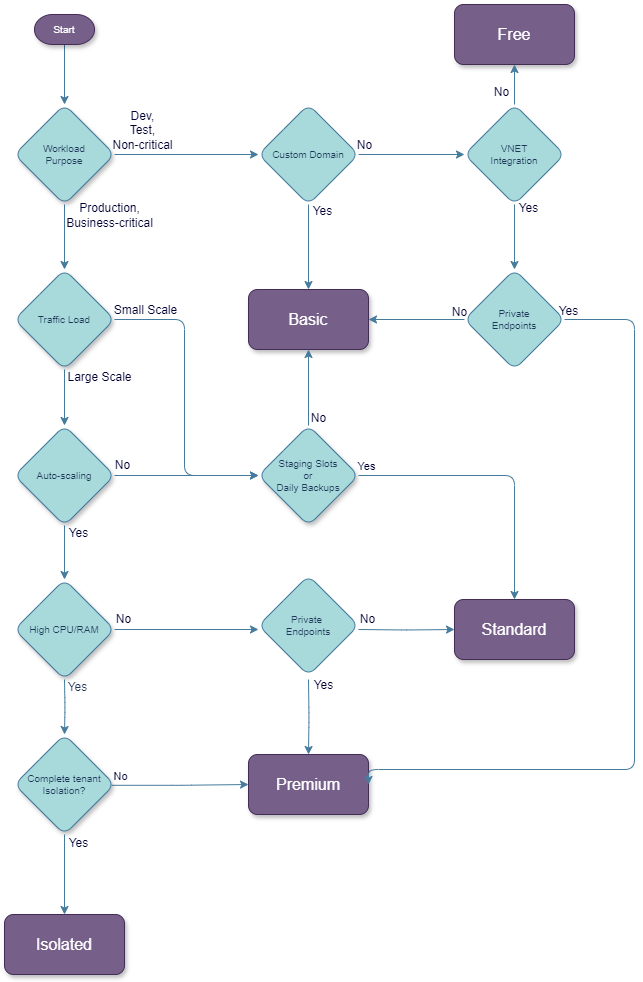 Start
Free
No
Dev,
Test,
Non-critical
Workload
Purpose
Custom Domain
No
VNET
Integration
Production,
Business-critical
Yes
Yes
Traffic Load
Small Scale
Basic
No
Private
Endpoints
Yes
Large Scale
No
Auto-scaling
No
Staging Slots
or
Daily Backups
Yes
Yes
High CPU/RAM
No
Private
Endpoints
No
Standard
Yes
Yes
Complete tenant
Isolation?
No
Premium
Yes
Isolated